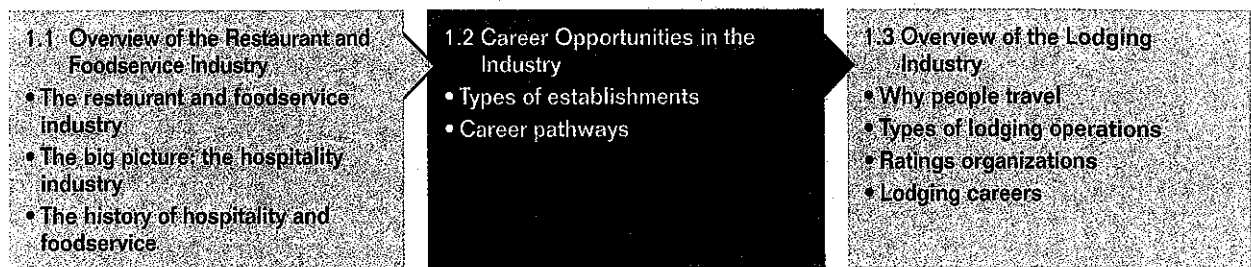 1.1 Overview of the Restaurant and
Foodservice Industry
• The restaurant and foodservice
industry
• The big picture: the hospitality
industry
• The history of hospitality and
foodservice
1.2 Career Opportunities in the
Industry
• Types of establishments
• Career pathways
1.3 Overview of the Lodging
Industry
• Why people travel
• Types of lodging operations
• Ratings organizations
• Lodging careers